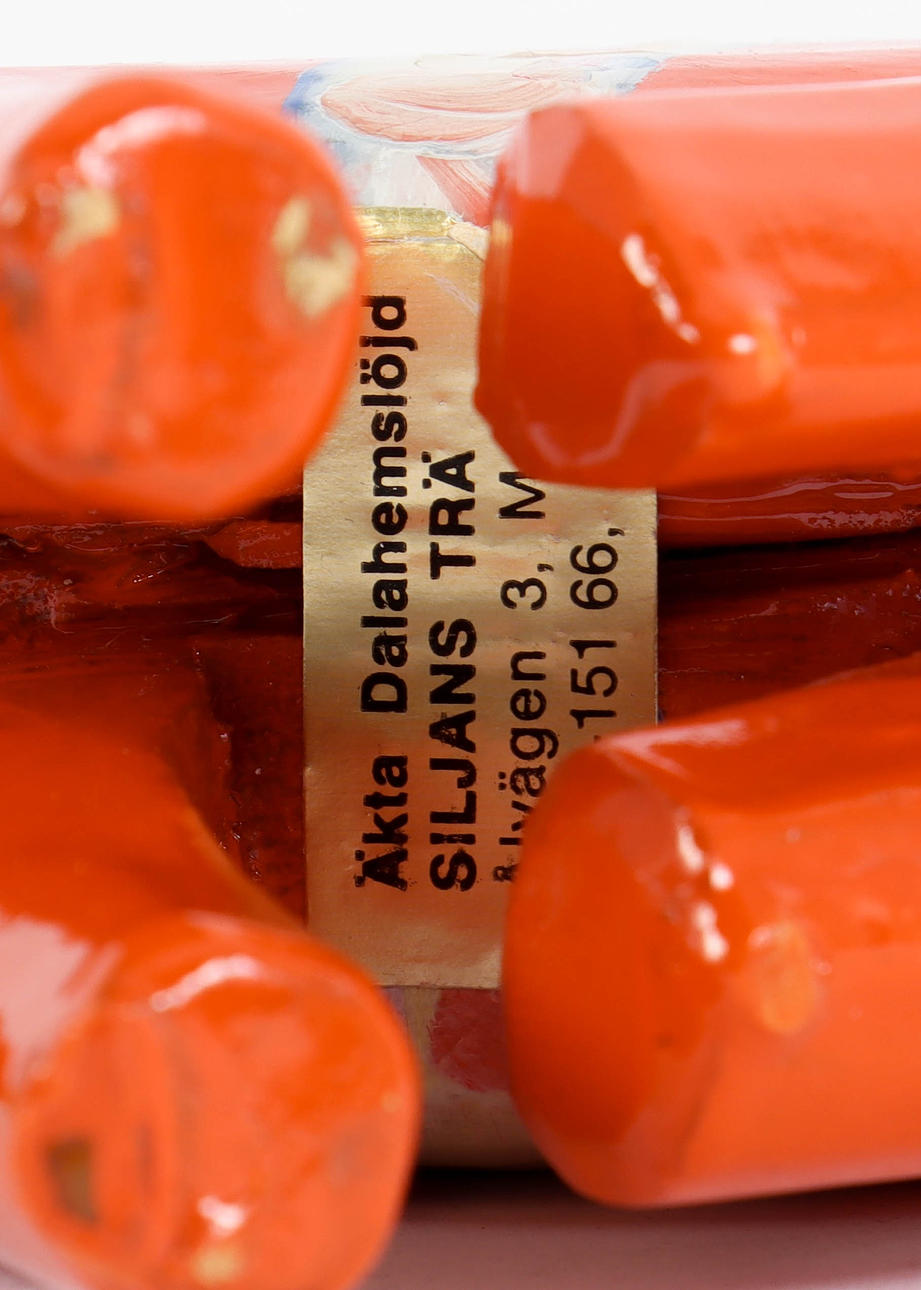 Äkta Dalahemslöjd
SILJANS TRÄ
3,
151 66,